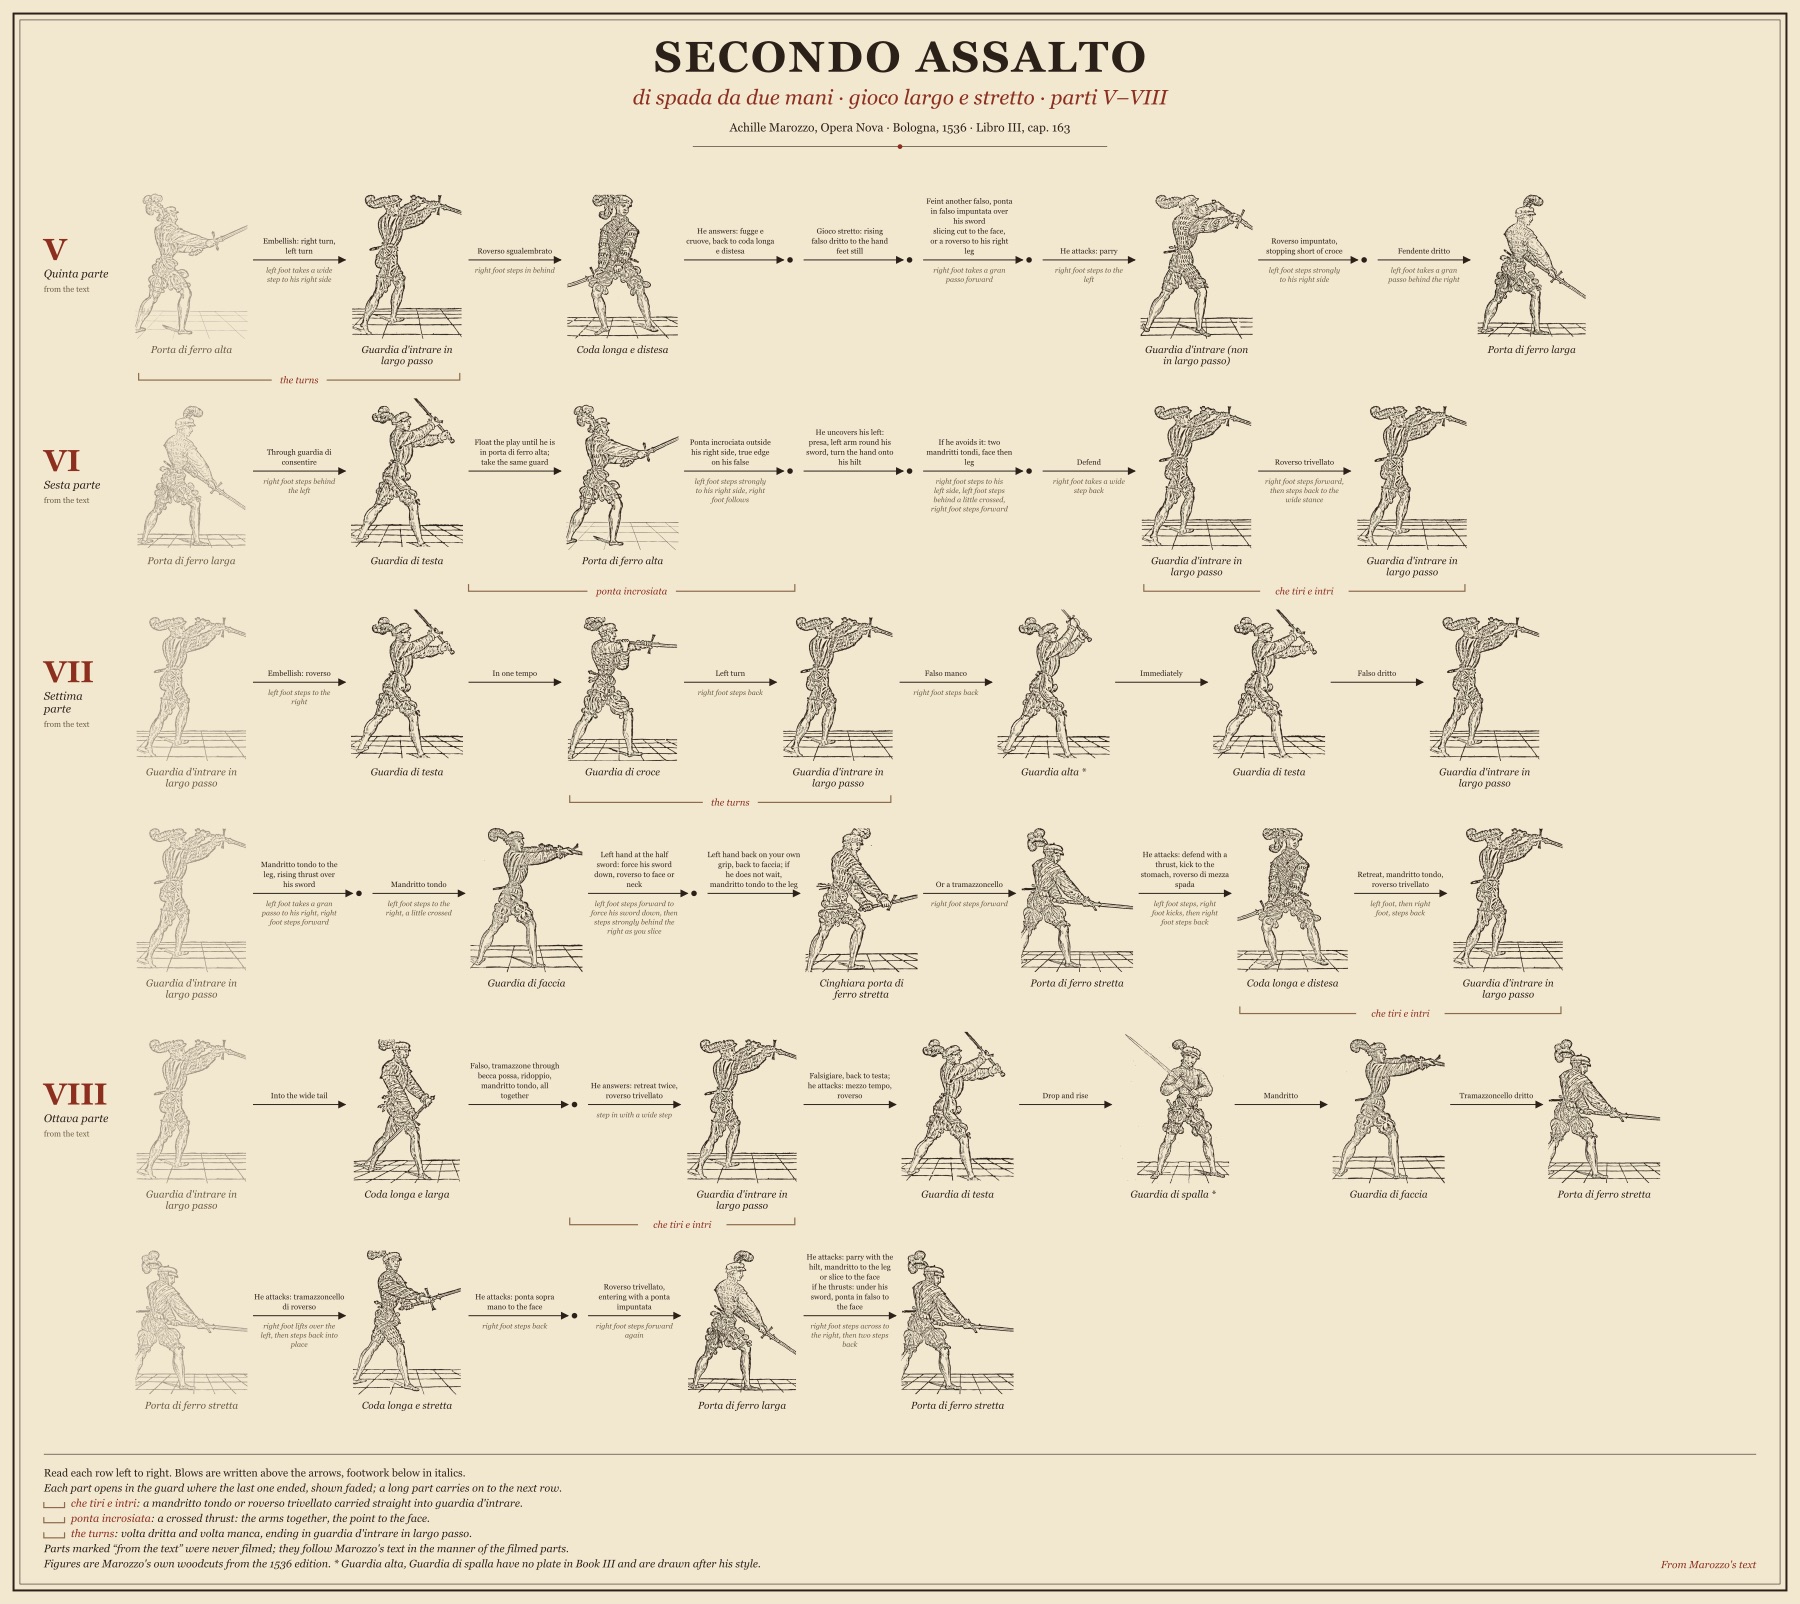 SECONDO ASSALTO
di spada da due mani · gioco largo e stretto · parti V–VIII
Achille Marozzo, Opera Nova · Bologna, 1536 · Libro III, cap. 163
V
Quinta parte
from the text
Porta di ferro alta
Embellish: right turn,
left turn
left foot takes a wide
step to his right side
Guardia d'intrare in
largo passo
Roverso sgualembrato
right foot steps in behind
Coda longa e distesa
He answers: fugge e
cruove, back to coda longa
e distesa
Gioco stretto: rising
falso dritto to the hand
feet still
Feint another falso, ponta
in falso impuntata over
his sword
slicing cut to the face,
or a roverso to his right
leg
right foot takes a gran
passo forward
He attacks: parry
right foot steps to the
left
Guardia d'intrare (non
in largo passo)
Roverso impuntato,
stopping short of croce
left foot steps strongly
to his right side
Fendente dritto
left foot takes a gran
passo behind the right
Porta di ferro larga
the turns
VI
Sesta parte
from the text
Porta di ferro larga
Through guardia di
consentire
right foot steps behind
the left
Guardia di testa
Float the play until he is
in porta di ferro alta;
take the same guard
Porta di ferro alta
Ponta incrociata outside
his right side, true edge
on his false
left foot steps strongly
to his right side, right
foot follows
He uncovers his left:
presa, left arm round his
sword, turn the hand onto
his hilt
If he avoids it: two
mandritti tondi, face then
leg
right foot steps to his
left side, left foot steps
behind a little crossed,
right foot steps forward
Defend
right foot takes a wide
step back
Guardia d'intrare in
largo passo
Roverso trivellato
right foot steps forward,
then steps back to the
wide stance
Guardia d'intrare in
largo passo
ponta incrosiata
che tiri e intri
VII
Settima
parte
from the text
Guardia d'intrare in
largo passo
Embellish: roverso
left foot steps to the
right
Guardia di testa
In one tempo
Guardia di croce
Left turn
right foot steps back
Guardia d'intrare in
largo passo
Falso manco
right foot steps back
Guardia alta *
Immediately
Guardia di testa
Falso dritto
Guardia d'intrare in
largo passo
the turns
Guardia d'intrare in
largo passo
Mandritto tondo to the
leg, rising thrust over
his sword
left foot takes a gran
passo to his right, right
foot steps forward
Mandritto tondo
left foot steps to the
right, a little crossed
Guardia di faccia
Left hand at the half
sword: force his sword
down, roverso to face or
neck
left foot steps forward to
force his sword down, then
steps strongly behind the
right as you slice
Left hand back on your own
grip, back to faccia; if
he does not wait,
mandritto tondo to the leg
Cinghiara porta di
ferro stretta
Or a tramazzoncello
right foot steps forward
Porta di ferro stretta
He attacks: defend with a
thrust, kick to the
stomach, roverso di mezza
spada
left foot steps, right
foot kicks, then right
foot steps back
Coda longa e distesa
Retreat, mandritto tondo,
roverso trivellato
left foot, then right
foot, steps back
Guardia d'intrare in
largo passo
che tiri e intri
VIII
Ottava parte
from the text
Guardia d'intrare in
largo passo
Into the wide tail
Coda longa e larga
Falso, tramazzone through
becca possa, ridoppio,
mandritto tondo, all
together
He answers: retreat twice,
roverso trivellato
step in with a wide step
Guardia d'intrare in
largo passo
Falsigiare, back to testa;
he attacks: mezzo tempo,
roverso
Guardia di testa
Drop and rise
Guardia di spalla *
Mandritto
Guardia di faccia
Tramazzoncello dritto
Porta di ferro stretta
che tiri e intri
Porta di ferro stretta
He attacks: tramazzoncello
di roverso
right foot lifts over the
left, then steps back into
place
Coda longa e stretta
He attacks: ponta sopra
mano to the face
right foot steps back
Roverso trivellato,
entering with a ponta
impuntata
right foot steps forward
again
Porta di ferro larga
He attacks: parry with the
hilt, mandritto to the leg
or slice to the face
if he thrusts: under his
sword, ponta in falso to
the face
right foot steps across to
the right, then two steps
back
Porta di ferro stretta
Read each row left to right. Blows are written above the arrows, footwork below in italics.
Each part opens in the guard where the last one ended, shown faded; a long part carries on to the next row.
che tiri e intri: a mandritto tondo or roverso trivellato carried straight into guardia d'intrare.
ponta incrosiata: a crossed thrust: the arms together, the point to the face.
the turns: volta dritta and volta manca, ending in guardia d'intrare in largo passo.
Parts marked “from the text” were never filmed; they follow Marozzo's text in the manner of the filmed parts.
Figures are Marozzo's own woodcuts from the 1536 edition. * Guardia alta, Guardia di spalla have no plate in Book III and are drawn after his style.
From Marozzo's text